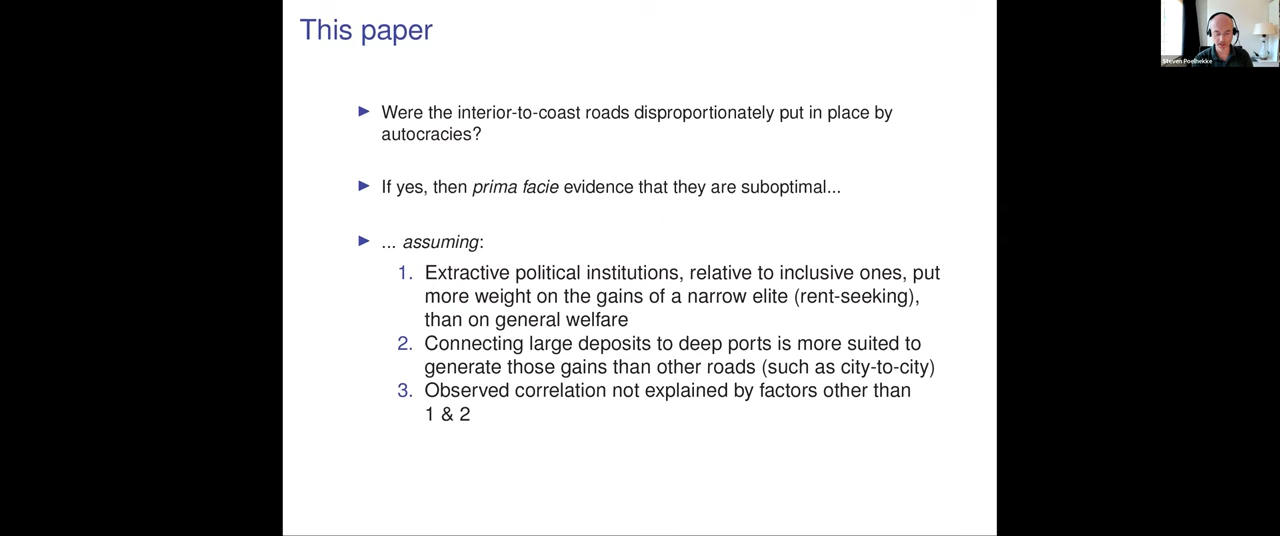 This paper
Steven Poelhekke
► Were the interior-to-coast roads disproportionately put in place by
autocracies?
► If yes, then prima facie evidence that they are suboptimal...
► ... assuming:
1. Extractive political institutions, relative to inclusive ones, put
more weight on the gains of a narrow elite (rent-seeking),
than on general welfare
2. Connecting large deposits to deep ports is more suited to
generate those gains than other roads (such as city-to-city)
3. Observed correlation not explained by factors other than
1 & 2